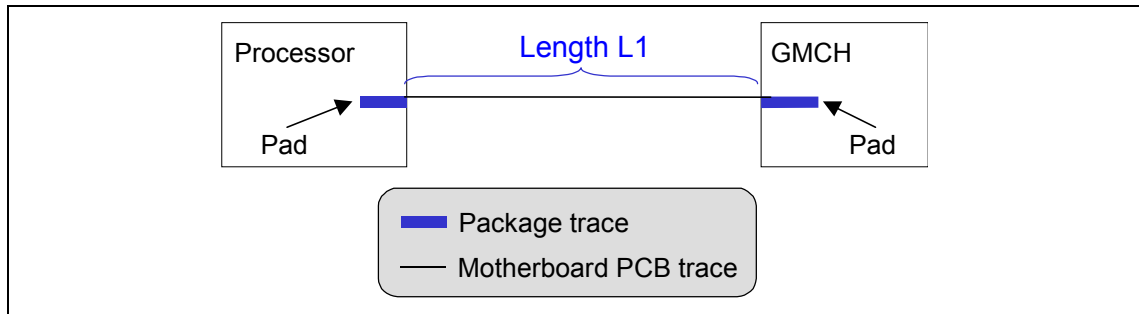 Length L1
Processor
GMCH
Pad
Pad
Package trace
Motherboard PCB trace